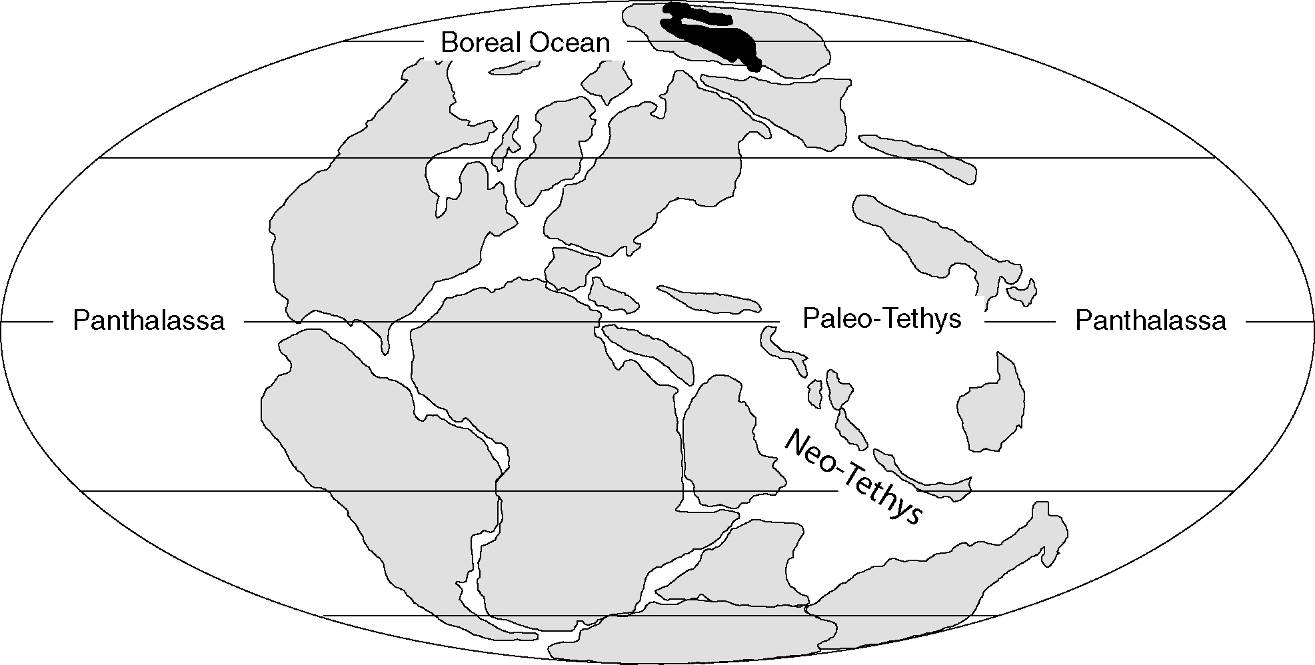 Boreal Ocean
Panthalassa
Paleo-Tethys
Panthalassa
Neo-Tethys